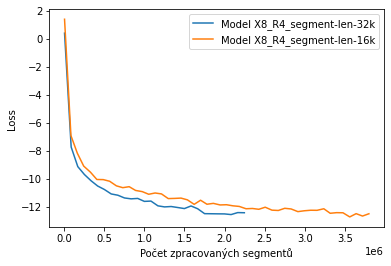 Model X8_R4_segment-len-32k
Model X8_R4_segment-len-16k
Loss
2
0
−2
−4
−6
−8
−10
−12
0.0 0.5 1.0 1.5 2.0 2.5 3.0 3.5
1e6
Počet zpracovaných segmentů